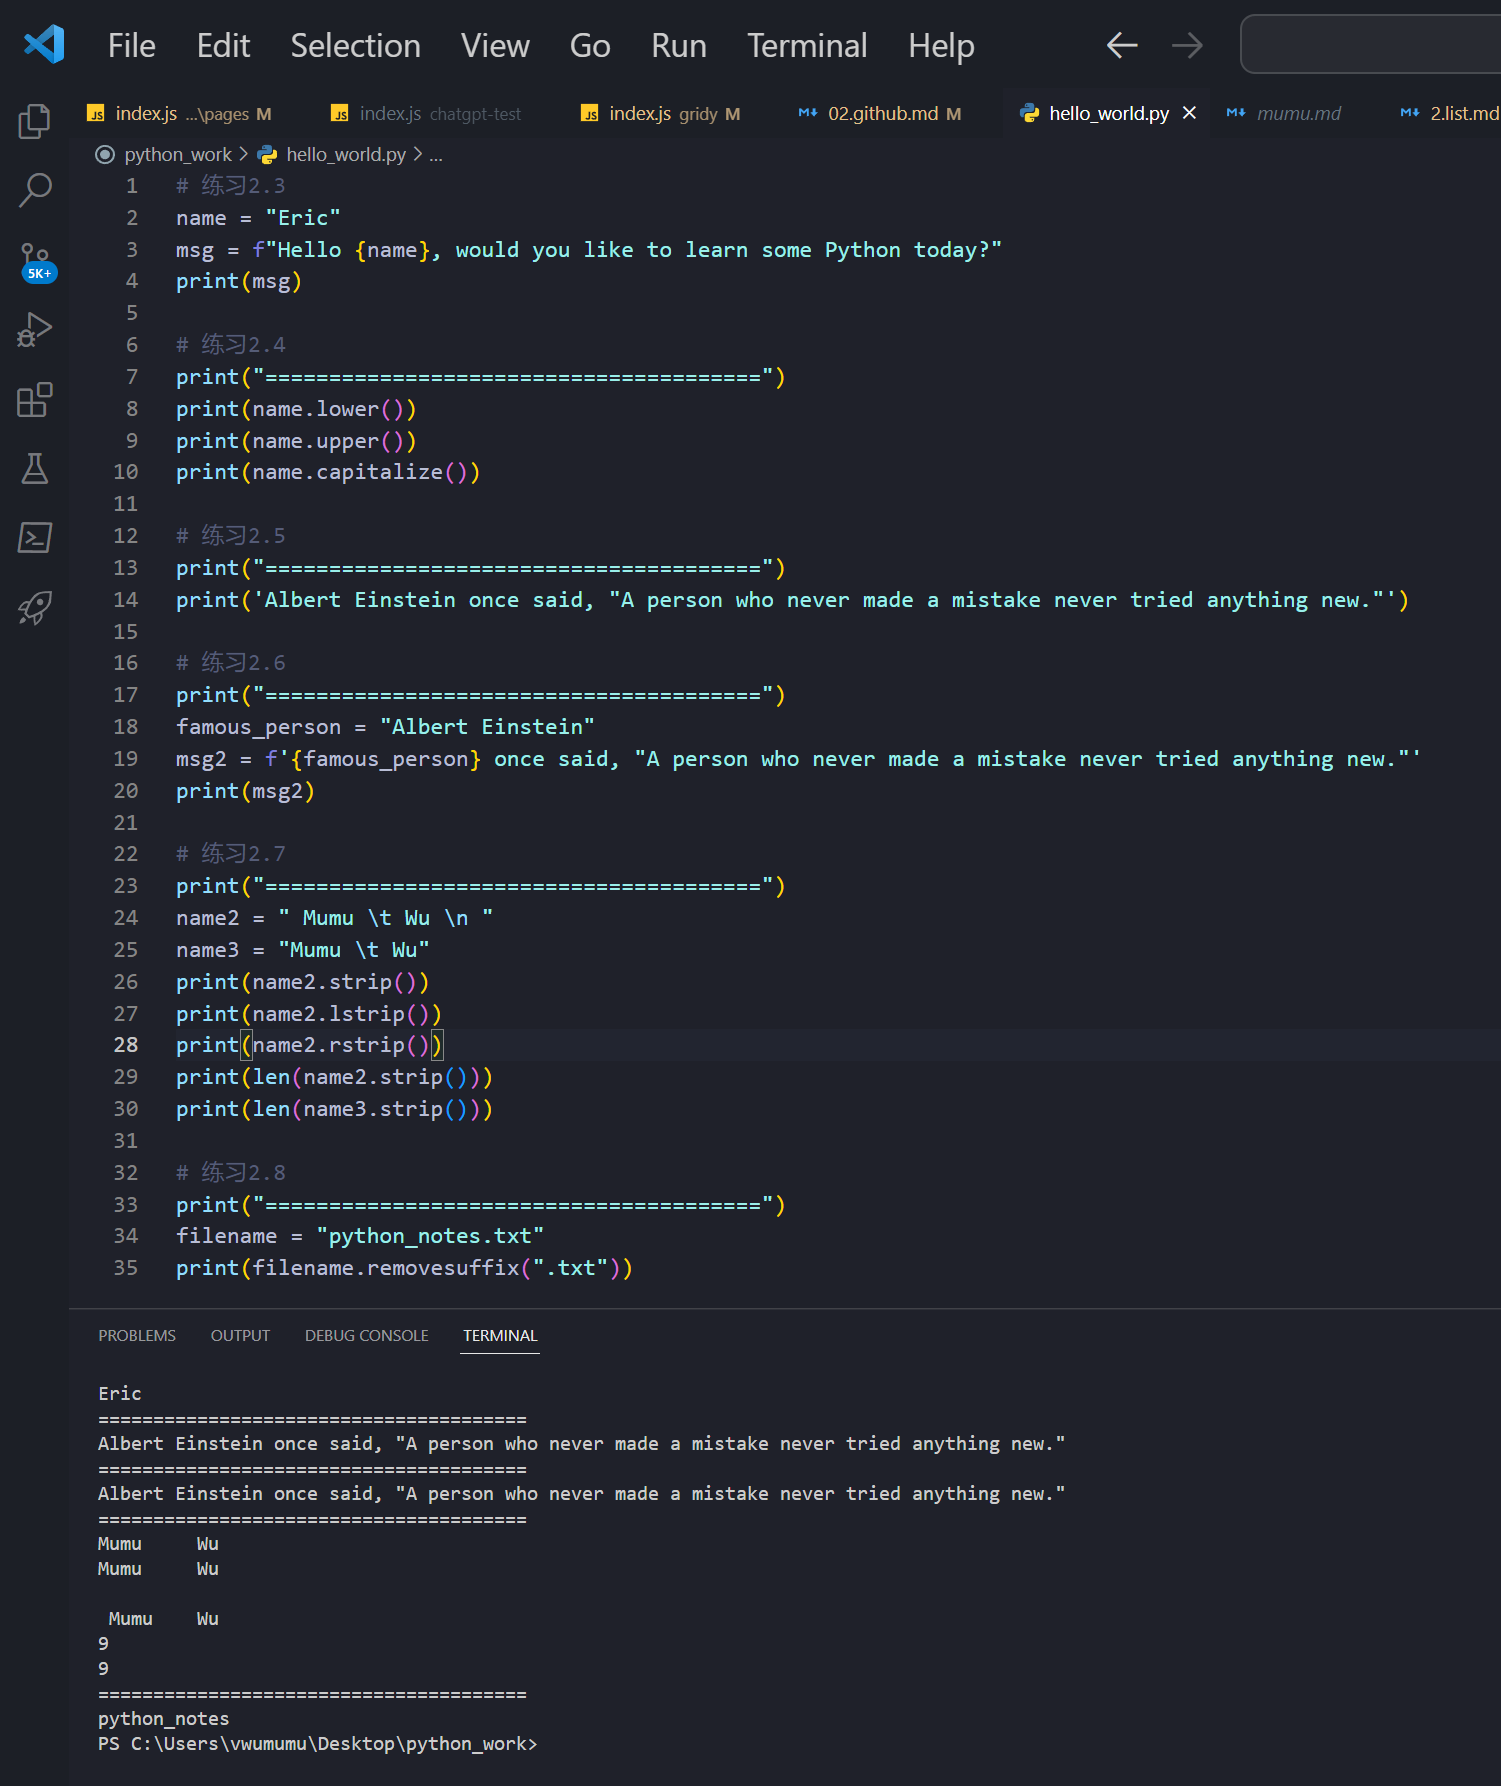 File Edit Selection View Go Run Terminal Help
index.js ...\pages M index.js chatgpt-test index.js gridy M 02.github.md M hello_world.py mumu.md 2.list.md
python_work > hello_world.py > ...
1 # 练习2.3
2 name = "Eric"
3 msg = f"Hello {name}, would you like to learn some Python today?"
4 print(msg)
5
6 # 练习2.4
7 print("=======================================")
8 print(name.lower())
9 print(name.upper())
10 print(name.capitalize())
11
12 # 练习2.5
13 print("=======================================")
14 print('Albert Einstein once said, "A person who never made a mistake never tried anything new."')
15
16 # 练习2.6
17 print("=======================================")
18 famous_person = "Albert Einstein"
19 msg2 = f'{famous_person} once said, "A person who never made a mistake never tried anything new."'
20 print(msg2)
21
22 # 练习2.7
23 print("=======================================")
24 name2 = " Mumu \t Wu \n "
25 name3 = "Mumu \t Wu"
26 print(name2.strip())
27 print(name2.lstrip())
28 print(name2.rstrip())
29 print(len(name2.strip()))
30 print(len(name3.strip()))
31
32 # 练习2.8
33 print("=======================================")
34 filename = "python_notes.txt"
35 print(filename.removesuffix(".txt"))
5K+
PROBLEMS OUTPUT DEBUG CONSOLE TERMINAL
Eric
=======================================
Albert Einstein once said, "A person who never made a mistake never tried anything new."
=======================================
Albert Einstein once said, "A person who never made a mistake never tried anything new."
=======================================
Mumu     Wu
Mumu     Wu

 Mumu    Wu
9
9
=======================================
python_notes
PS C:\Users\vwumumu\Desktop\python_work>